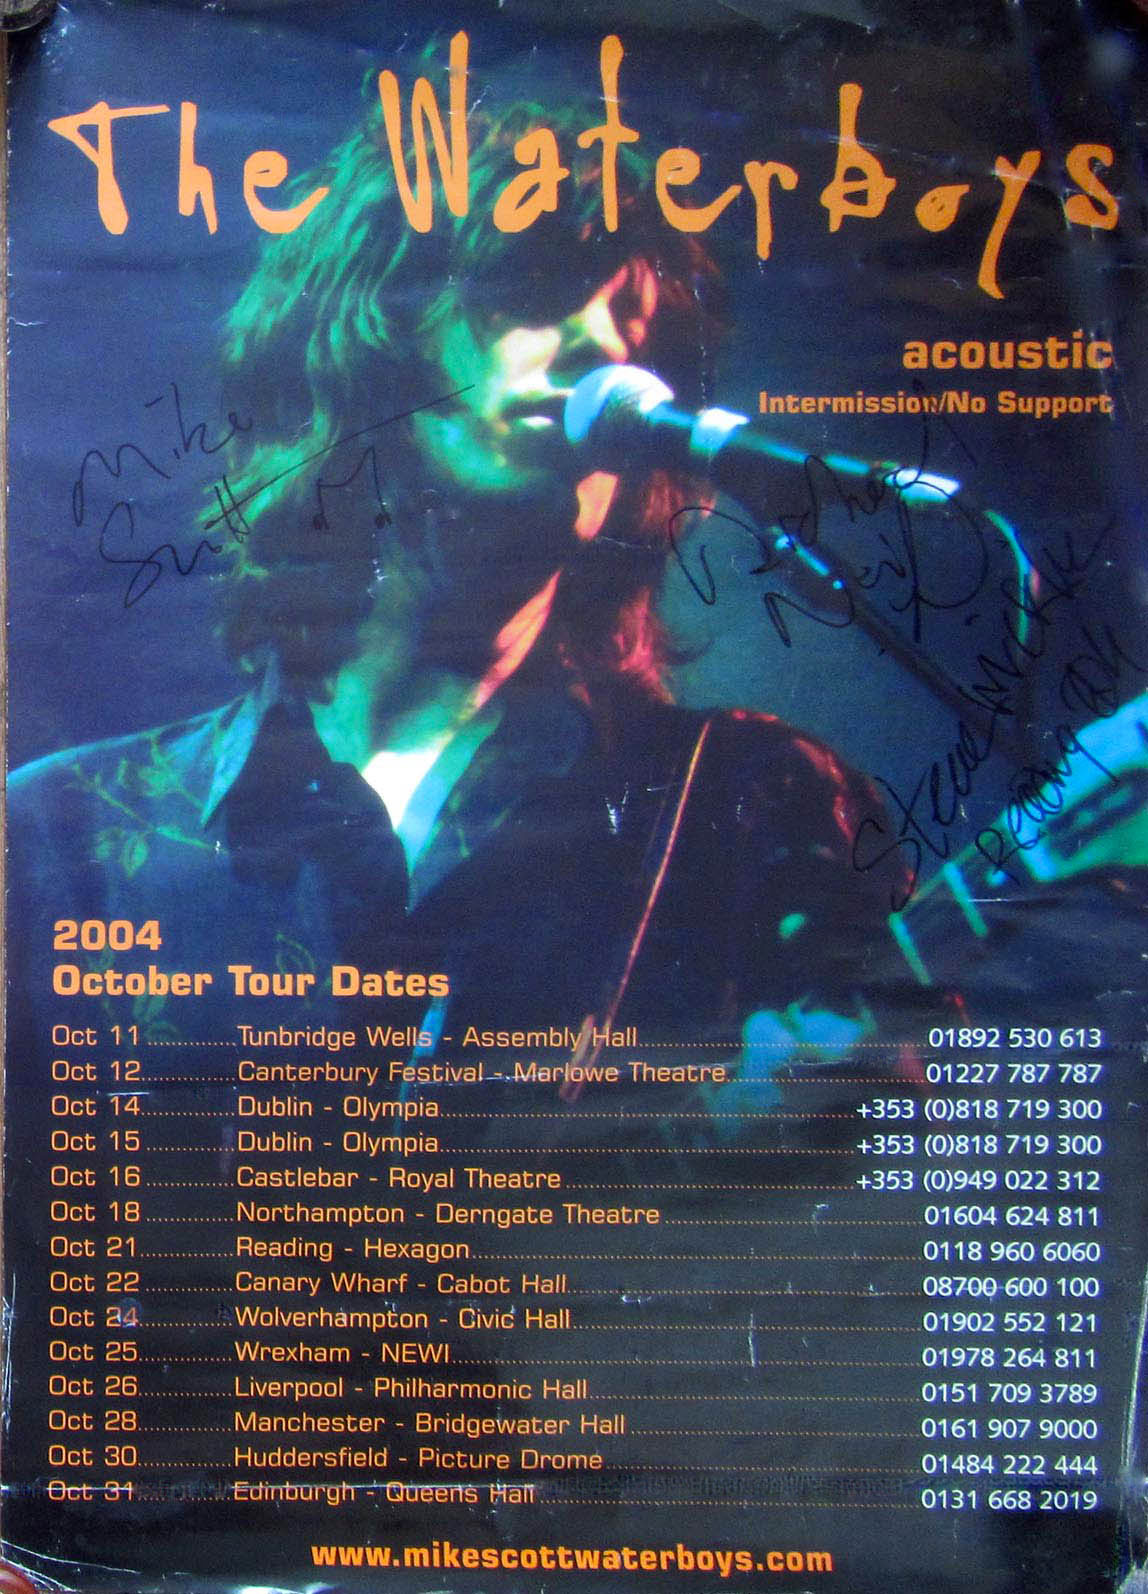 The Waterboys
acoustic
Intermission/No Support
Mike
Scott
Steve Wickham
Reading
2004
October Tour Dates
Oct 11 Tunbridge Wells - Assembly Hall 01892 530 613
Oct 12 Canterbury Festival - Marlowe Theatre 01227 787 787
Oct 14 Dublin - Olympia +353 (0)818 719 300
Oct 15 Dublin - Olympia +353 (0)818 719 300
Oct 16 Castlebar - Royal Theatre +353 (0)949 022 312
Oct 18 Northampton - Derngate Theatre 01604 624 811
Oct 21 Reading - Hexagon 0118 960 6060
Oct 22 Canary Wharf - Cabot Hall 08700 600 100
Oct 24 Wolverhampton - Civic Hall 01902 552 121
Oct 25 Wrexham - NEWI 01978 264 811
Oct 26 Liverpool - Philharmonic Hall 0151 709 3789
Oct 28 Manchester - Bridgewater Hall 0161 907 9000
Oct 30 Huddersfield - Picture Drome 01484 222 444
Oct 31 Edinburgh - Queens Hall 0131 668 2019
www.mikescottwaterboys.com